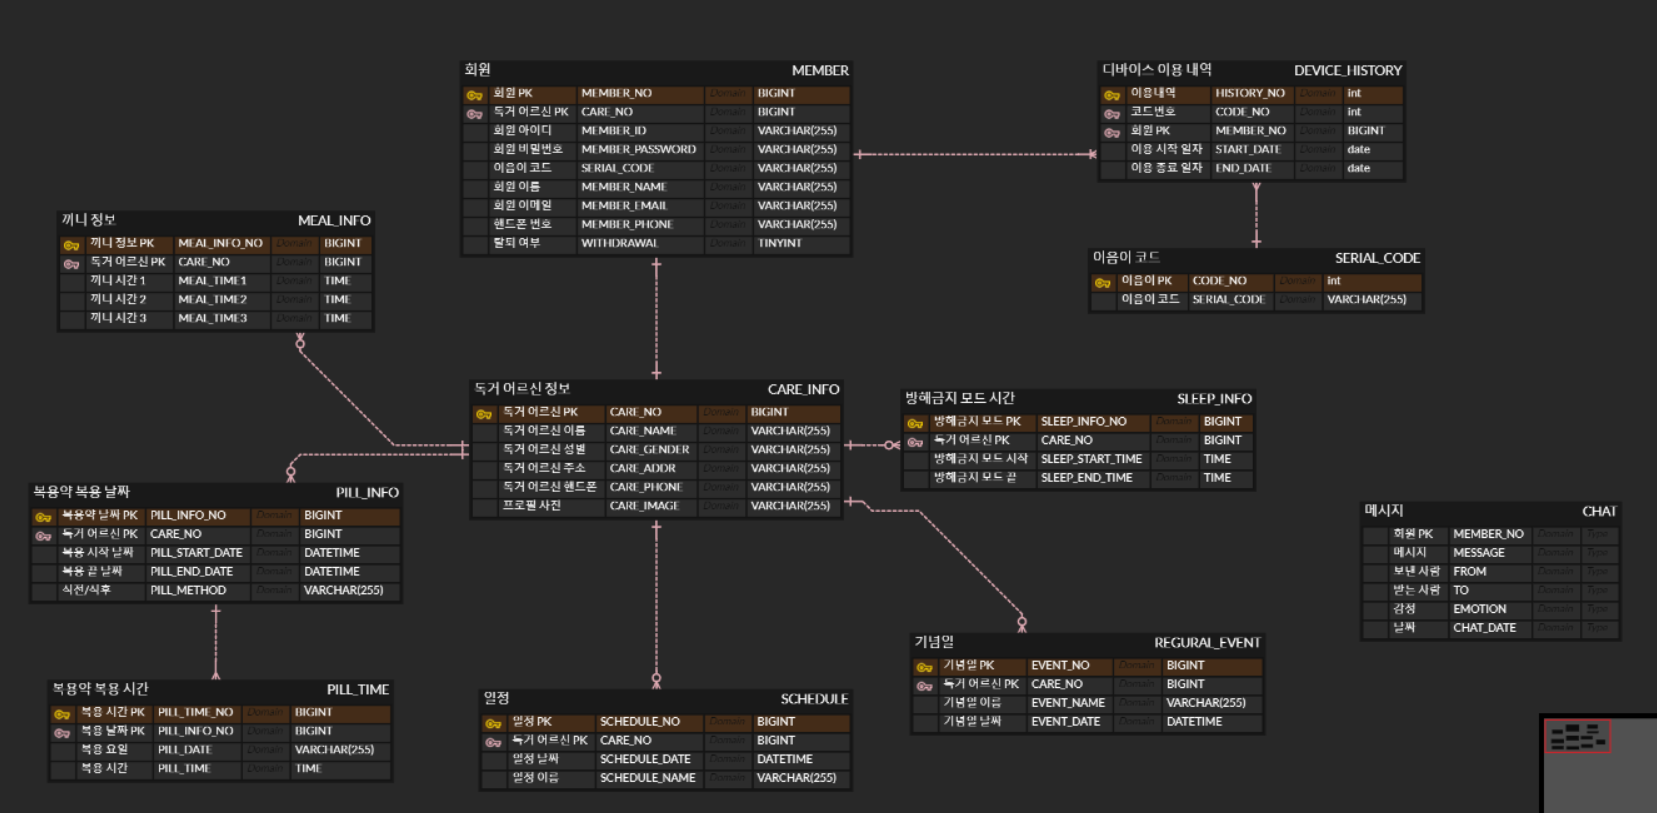 회원 MEMBER
회원 PK MEMBER_NO Domain BIGINT
독거 어르신 PK CARE_NO Domain BIGINT
회원 아이디 MEMBER_ID Domain VARCHAR(255)
회원 비밀번호 MEMBER_PASSWORD Domain VARCHAR(255)
이음이 코드 SERIAL_CODE Domain VARCHAR(255)
회원 이름 MEMBER_NAME Domain VARCHAR(255)
회원 이메일 MEMBER_EMAIL Domain VARCHAR(255)
핸드폰 번호 MEMBER_PHONE Domain VARCHAR(255)
탈퇴 여부 WITHDRAWAL Domain TINYINT
디바이스 이용 내역 DEVICE_HISTORY
이용내역 HISTORY_NO Domain int
코드번호 CODE_NO Domain int
회원 PK MEMBER_NO Domain BIGINT
이용 시작 일자 START_DATE Domain date
이용 종료 일자 END_DATE Domain date
끼니 정보 MEAL_INFO
끼니 정보 PK MEAL_INFO_NO Domain BIGINT
독거 어르신 PK CARE_NO Domain BIGINT
끼니 시간 1 MEAL_TIME1 Domain TIME
끼니 시간 2 MEAL_TIME2 Domain TIME
끼니 시간 3 MEAL_TIME3 Domain TIME
이음이 코드 SERIAL_CODE
이음이 PK CODE_NO Domain int
이음이 코드 SERIAL_CODE Domain VARCHAR(255)
독거 어르신 정보 CARE_INFO
독거 어르신 PK CARE_NO Domain BIGINT
독거 어르신 이름 CARE_NAME Domain VARCHAR(255)
독거 어르신 성별 CARE_GENDER Domain VARCHAR(255)
독거 어르신 주소 CARE_ADDR Domain VARCHAR(255)
독거 어르신 핸드폰 CARE_PHONE Domain VARCHAR(255)
프로필 사진 CARE_IMAGE Domain VARCHAR(255)
방해금지 모드 시간 SLEEP_INFO
방해금지 모드 PK SLEEP_INFO_NO Domain BIGINT
독거 어르신 PK CARE_NO Domain BIGINT
방해금지 모드 시작 SLEEP_START_TIME Domain TIME
방해금지 모드 끝 SLEEP_END_TIME Domain TIME
복용약 복용 날짜 PILL_INFO
복용약 날짜 PK PILL_INFO_NO Domain BIGINT
독거 어르신 PK CARE_NO Domain BIGINT
복용 시작 날짜 PILL_START_DATE Domain DATETIME
복용 끝 날짜 PILL_END_DATE Domain DATETIME
식전/식후 PILL_METHOD Domain VARCHAR(255)
메시지 CHAT
회원 PK MEMBER_NO Domain Type
메시지 MESSAGE Domain Type
보낸 사람 FROM Domain Type
받는 사람 TO Domain Type
감정 EMOTION Domain Type
날짜 CHAT_DATE Domain Type
기념일 REGURAL_EVENT
기념일 PK EVENT_NO Domain BIGINT
독거 어르신 PK CARE_NO Domain BIGINT
기념일 이름 EVENT_NAME Domain VARCHAR(255)
기념일 날짜 EVENT_DATE Domain DATETIME
복용약 복용 시간 PILL_TIME
복용 시간 PK PILL_TIME_NO Domain BIGINT
복용 날짜 PK PILL_INFO_NO Domain BIGINT
복용 요일 PILL_DATE Domain VARCHAR(255)
복용 시간 PILL_TIME Domain TIME
일정 SCHEDULE
일정 PK SCHEDULE_NO Domain BIGINT
독거 어르신 PK CARE_NO Domain BIGINT
일정 날짜 SCHEDULE_DATE Domain DATETIME
일정 이름 SCHEDULE_NAME Domain VARCHAR(255)